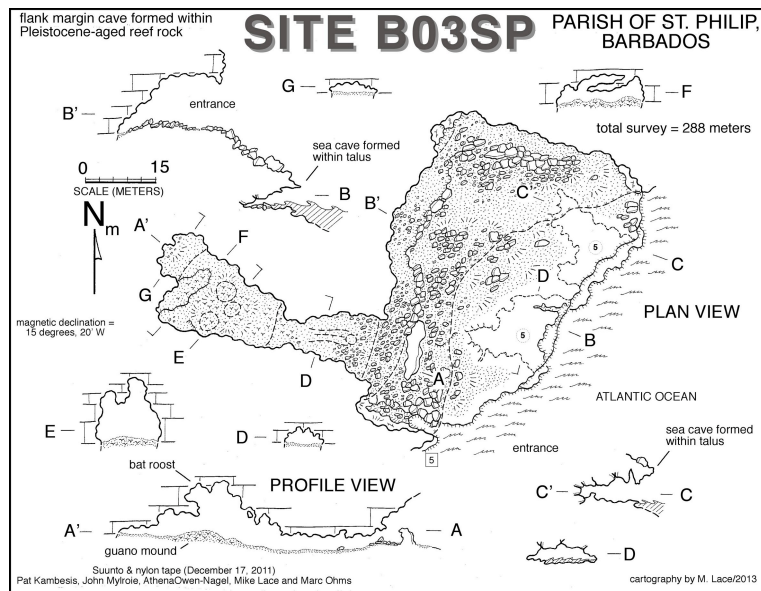 flank margin cave formed within
Pleistocene-aged reef rock
SITE B03SP
PARISH OF ST. PHILIP,
BARBADOS
B'
entrance
G
F
total survey = 288 meters
sea cave formed
within talus
B
0 15
SCALE (METERS)
Nm
magnetic declination =
15 degrees, 20' W
A'
F
G
E
D
B'
C'
5
D
C
PLAN VIEW
5
B
A
ATLANTIC OCEAN
entrance
5
E
D
sea cave formed
within talus
C'
C
D
PROFILE VIEW
bat roost
A'
A
guano mound
Suunto & nylon tape (December 17, 2011)
Pat Kambesis, John Mylroie, AthenaOwen-Nagel, Mike Lace and Marc Ohms
cartography by M. Lace/2013